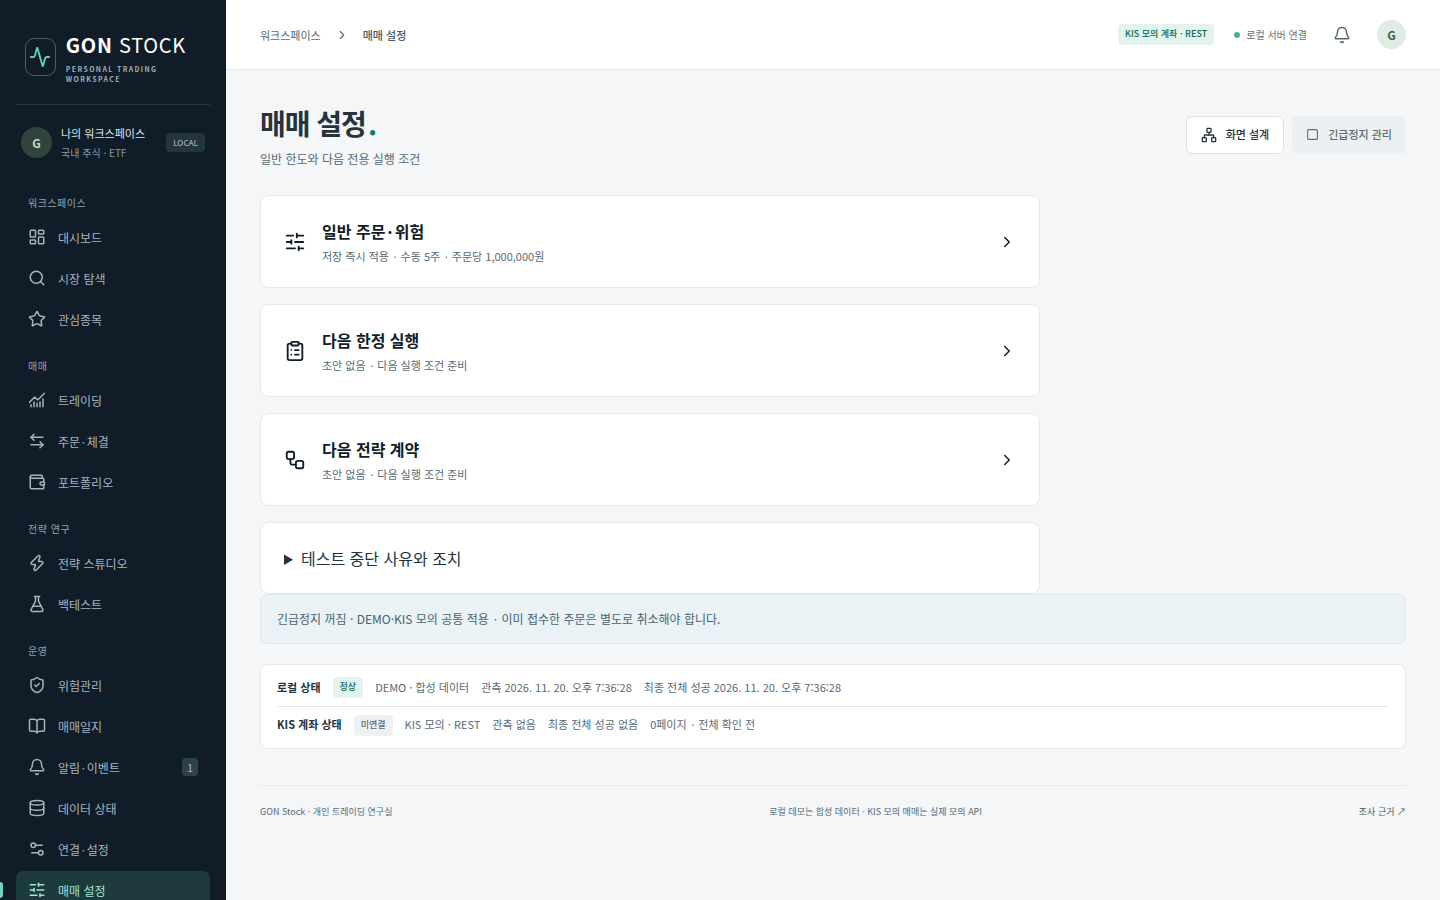 GON STOCK
PERSONAL TRADING
WORKSPACE
G
나의 워크스페이스
국내 주식 · ETF
LOCAL
워크스페이스
대시보드
시장 탐색
관심종목
매매
트레이딩
주문·체결
포트폴리오
전략 연구
전략 스튜디오
백테스트
운영
위험관리
매매일지
알림·이벤트 1
데이터 상태
연결·설정
매매 설정
워크스페이스 > 매매 설정
KIS 모의 계좌 · REST
로컬 서버 연결
G
매매 설정.
일반 한도와 다음 전용 실행 조건
화면 설계
긴급정지 관리
일반 주문·위험
저장 즉시 적용 · 수동 5주 · 주문당 1,000,000원
다음 한정 실행
초안 없음 · 다음 실행 조건 준비
다음 전략 계약
초안 없음 · 다음 실행 조건 준비
▶ 테스트 중단 사유와 조치
긴급정지 꺼짐 · DEMO·KIS 모의 공통 적용 · 이미 접수한 주문은 별도로 취소해야 합니다.
로컬 상태 정상 DEMO · 합성 데이터 관측 2026. 11. 20. 오후 7:36:28 최종 전체 성공 2026. 11. 20. 오후 7:36:28
KIS 계좌 상태 미연결 KIS 모의 · REST 관측 없음 최종 전체 성공 없음 0페이지 · 전체 확인 전
GON Stock · 개인 트레이딩 연구실
로컬 데모는 합성 데이터 · KIS 모의 매매는 실제 모의 API
조사 근거 ↗